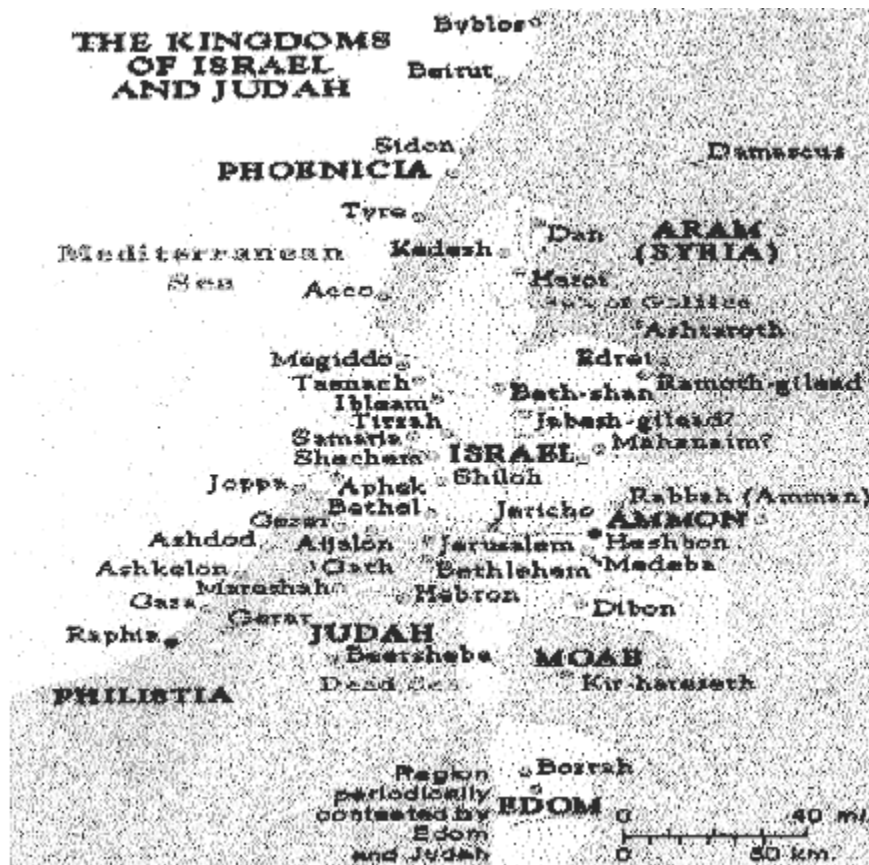 THE KINGDOMS
OF ISRAEL
AND JUDAH
Byblos
Beirut
Sidon
PHOENICIA
Damascus
Tyre
Dan
ARAM
(SYRIA)
Mediterranean
Sea
Kedesh
Acco
of Galilee
Ashtaroth
Megiddo
Edrei
Taanach
Beth-shan
Ramoth-gilead
Ibleam
Tirzah
Jabesh-gilead?
Samaria
ISRAEL
Mahanaim?
Shechem
Shiloh
Joppa
Aphek
Bethel
Jericho
Rabbah (Amman)
Gezer
AMMON
Ashdod
Aijalon
Jerusalem
Heshbon
Ashkelon
Gath
Bethlehem
Medeba
Mareshah
Gaza
Hebron
Dibon
Gerar
Raphia
JUDAH
Beersheba
MOAB
PHILISTIA
Dead Sea
Kir-hareseth
Region
periodically
contested by
Edom
and Judah
Bozrah
EDOM
0 40 mi
0 60 km